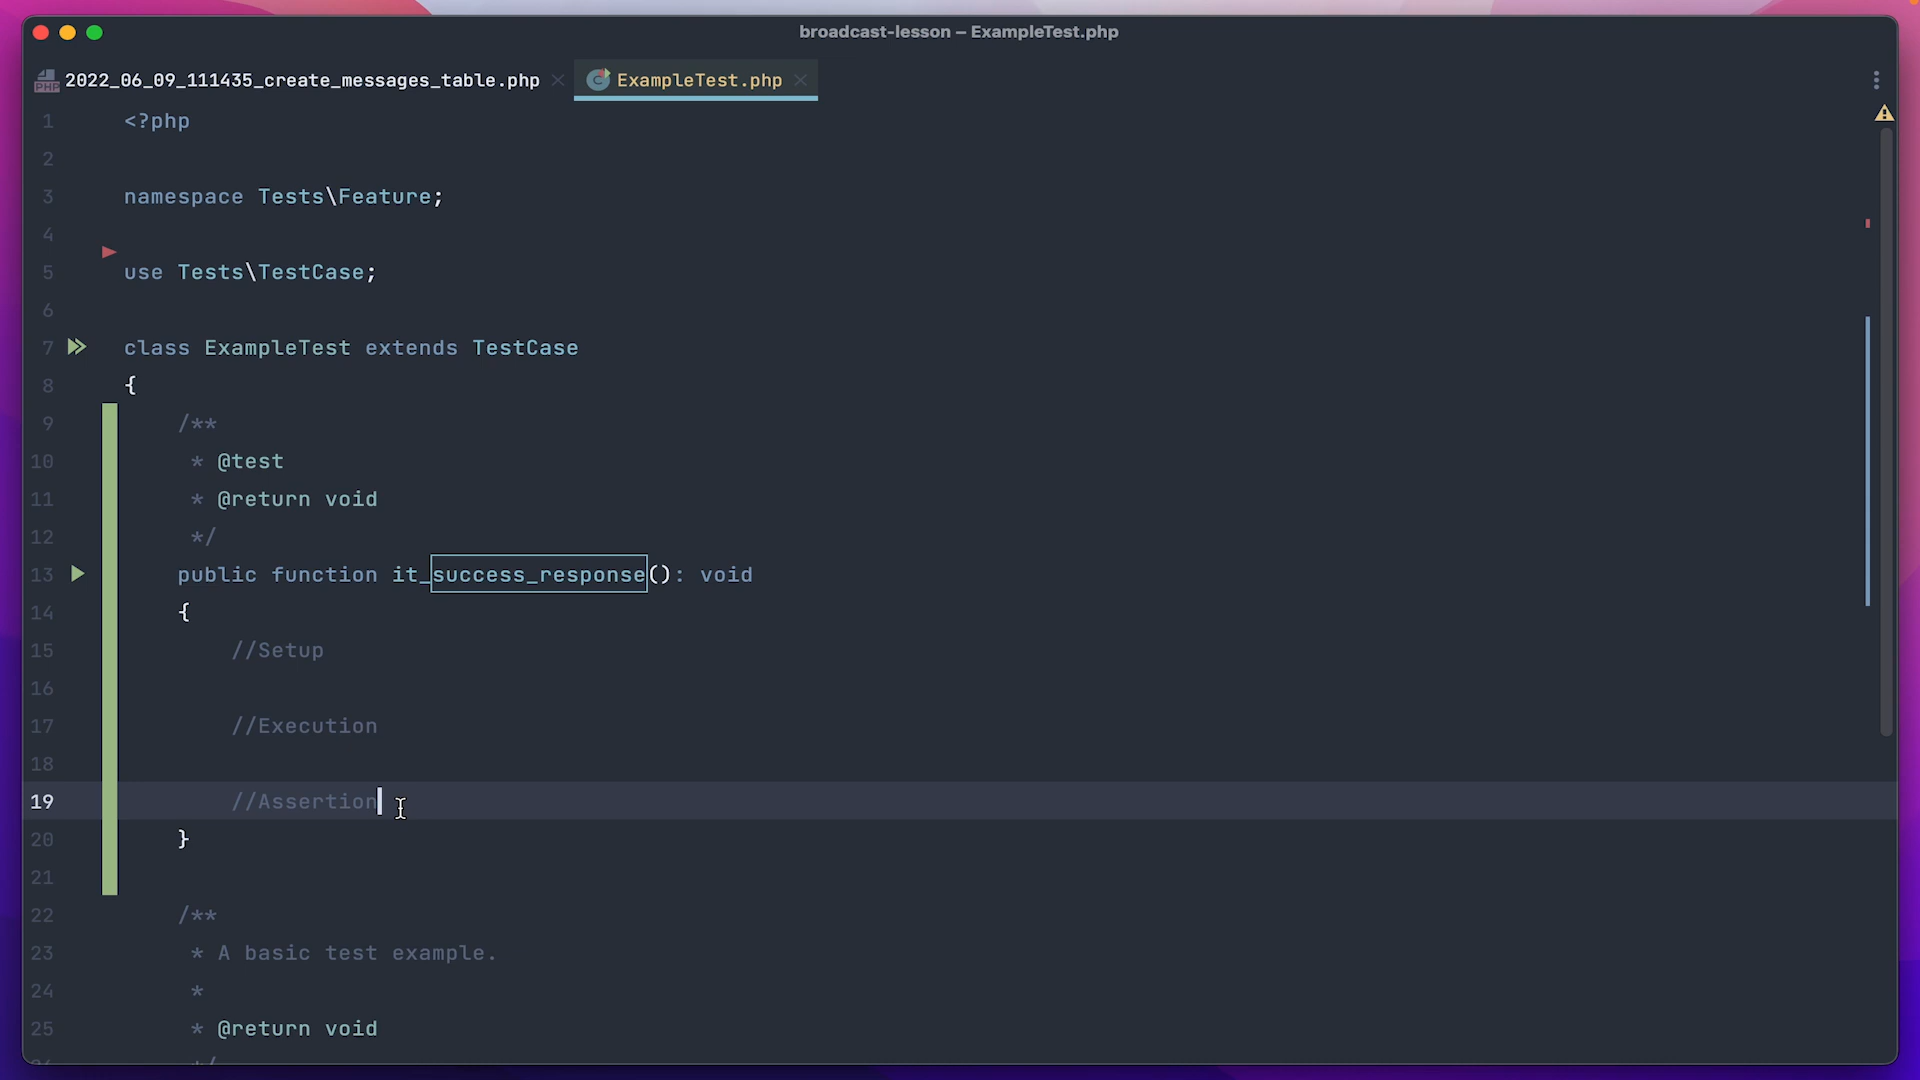 broadcast-lesson – ExampleTest.php
PHP 2022_06_09_111435_create_messages_table.php
C ExampleTest.php
1 <?php
2
3 namespace Tests\Feature;
4
5 use Tests\TestCase;
6
7 class ExampleTest extends TestCase
8 {
9 /**
10 * @test
11 * @return void
12 */
13 public function it_success_response(): void
14 {
15 //Setup
16
17 //Execution
18
19 //Assertion
20 }
21
22 /**
23 * A basic test example.
24 *
25 * @return void